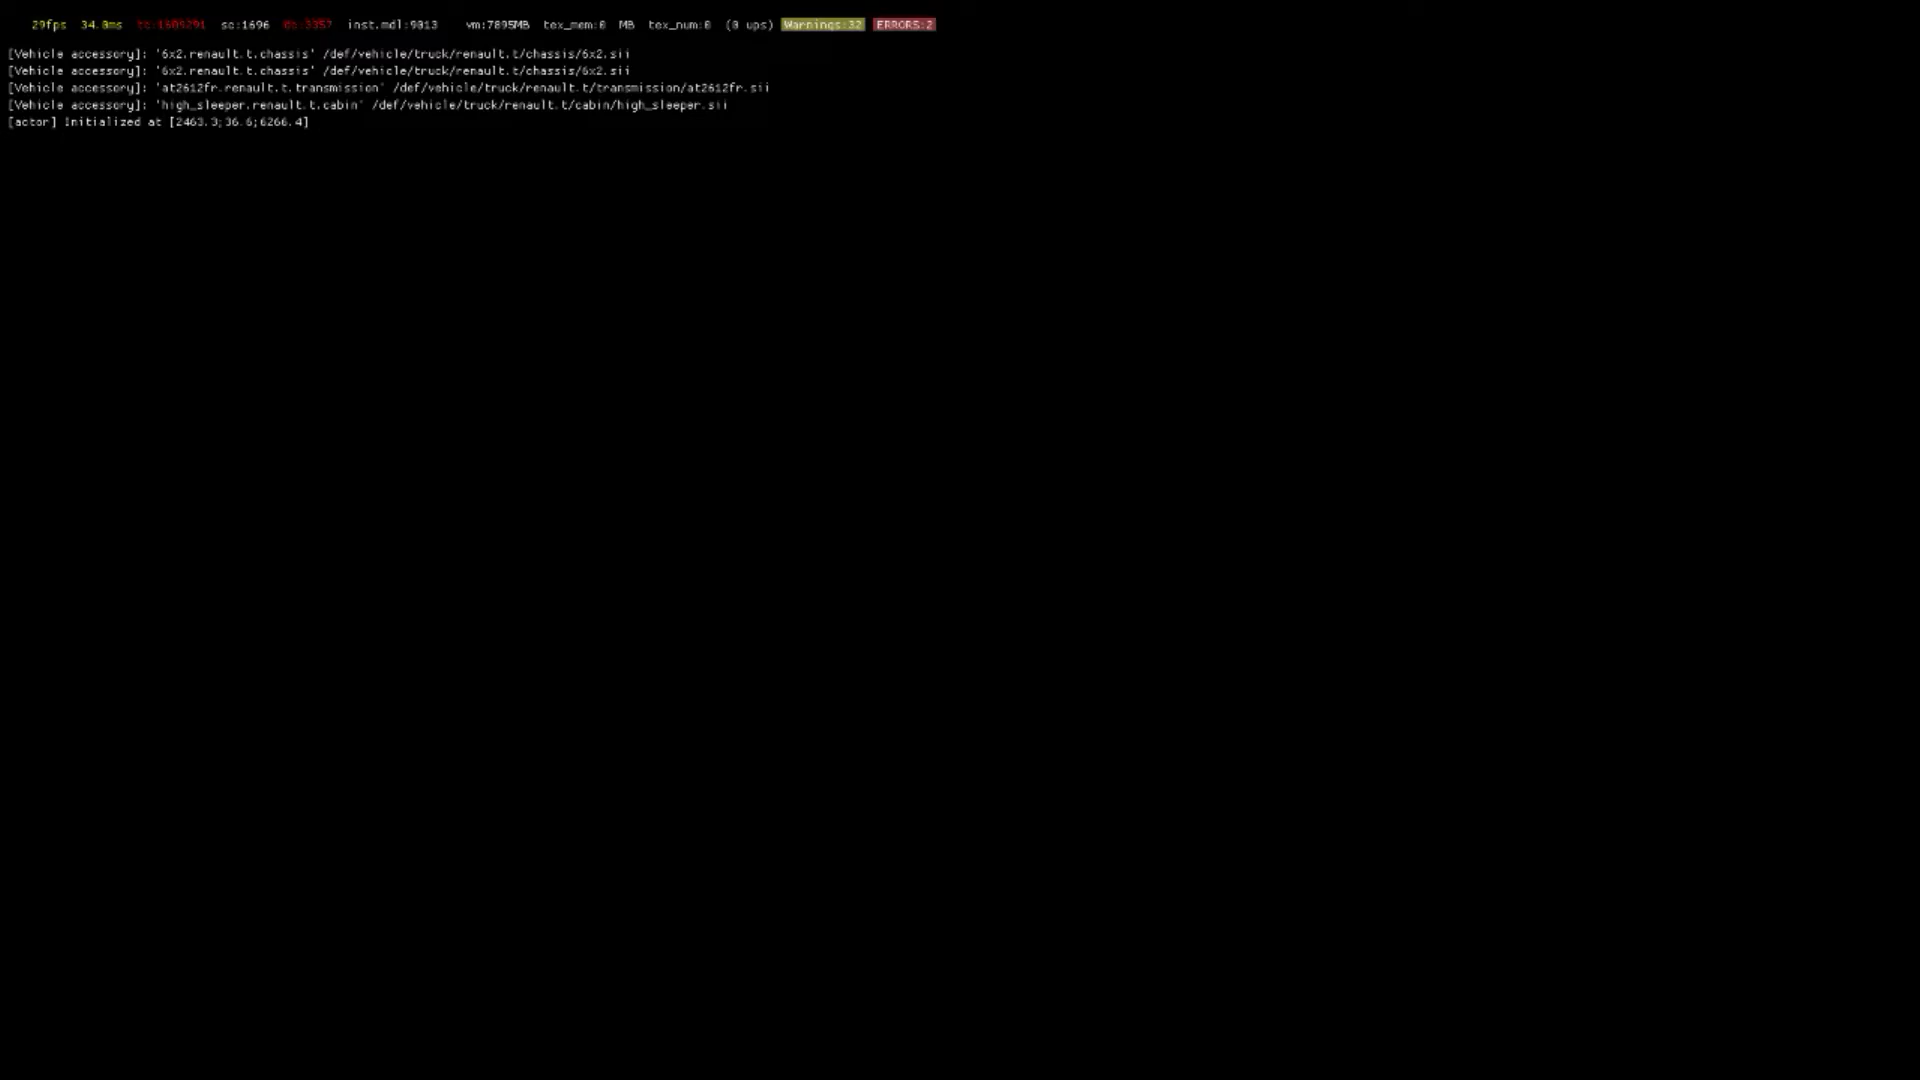 29fps 34.0ms tc:1609291 sc:1696 db:3357 inst.mdl:9013 vm:7895MB tex_mem:0 MB tex_num:0 (0 ups) Warnings:32 ERRORS:2
[Vehicle accessory]: '6x2.renault.t.chassis' /def/vehicle/truck/renault.t/chassis/6x2.sii
[Vehicle accessory]: '6x2.renault.t.chassis' /def/vehicle/truck/renault.t/chassis/6x2.sii
[Vehicle accessory]: 'at2612fr.renault.t.transmission' /def/vehicle/truck/renault.t/transmission/at2612fr.sii
[Vehicle accessory]: 'high_sleeper.renault.t.cabin' /def/vehicle/truck/renault.t/cabin/high_sleeper.sii
[actor] Initialized at [2463.3;36.6;6266.4]